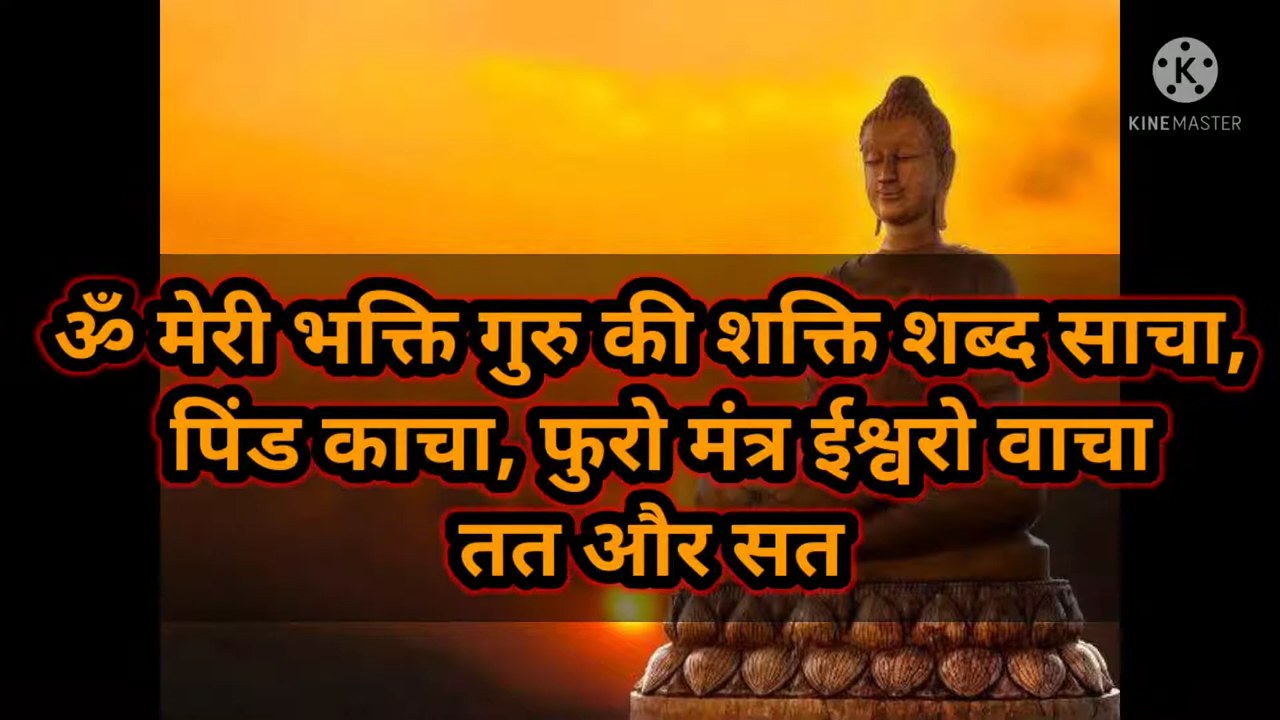 KINEMASTER
ॐ मेरी भक्ति गुरु की शक्ति शब्द साचा,
पिंड काचा, फुरो मंत्र ईश्वरो वाचा
तत और सत